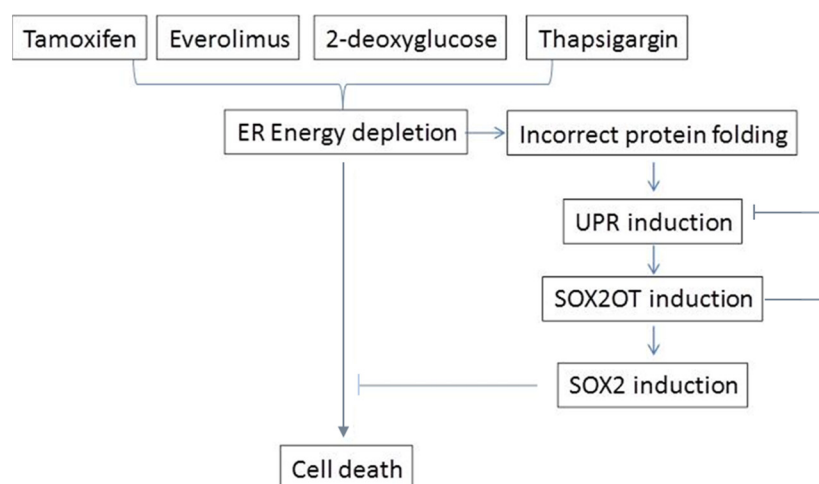 Tamoxifen
Everolimus
2-deoxyglucose
Thapsigargin
ER Energy depletion
Incorrect protein folding
UPR induction
SOX2OT induction
SOX2 induction
Cell death